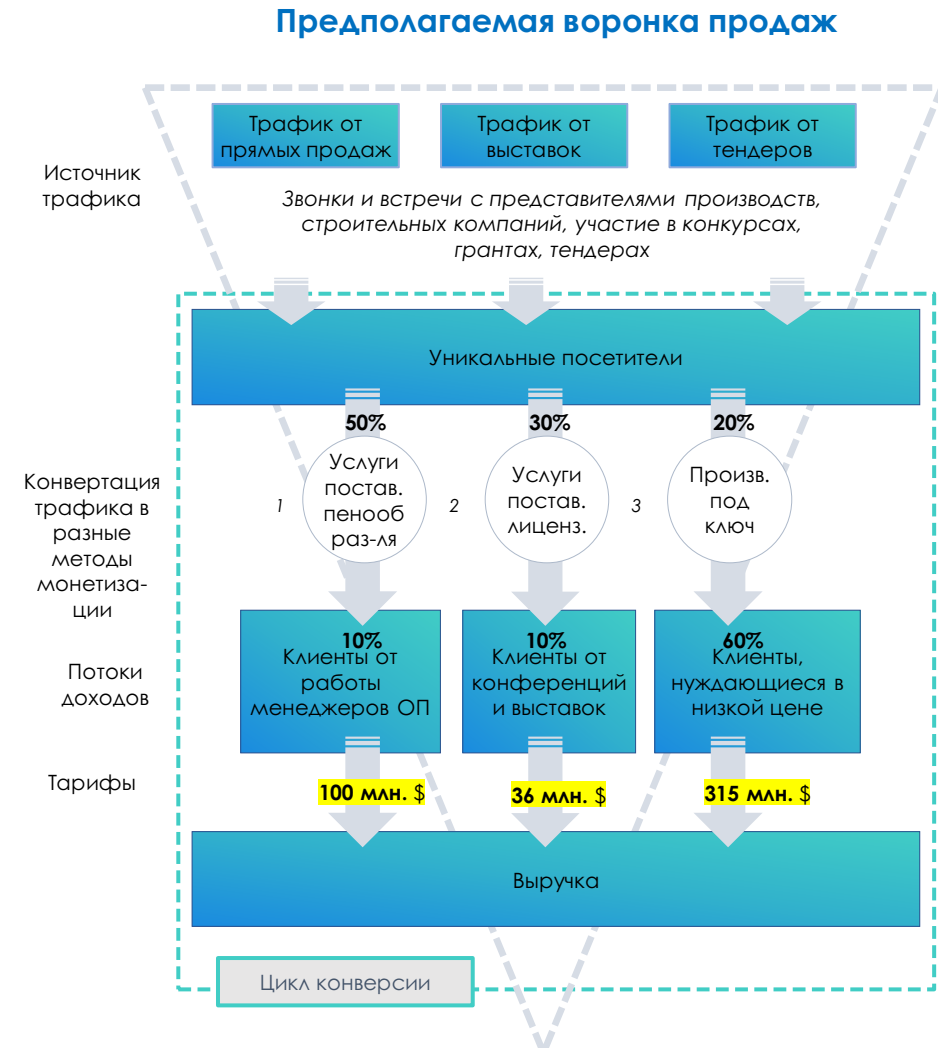 Предполагаемая воронка продаж
Трафик от
прямых продаж
Трафик от
выставок
Трафик от
тендеров
Источник
трафика
Звонки и встречи с представителями производств,
строительных компаний, участие в конкурсах,
грантах, тендерах
Уникальные посетители
50%
30%
20%
Конвертация
трафика в
разные
методы
монетиза-
ции
1
Услуги
постав.
пенооб
раз-ля
2
Услуги
постав.
лиценз.
3
Произв.
под
ключ
Потоки
доходов
10%
Клиенты от
работы
менеджеров ОП
10%
Клиенты от
конференций
и выставок
60%
Клиенты,
нуждающиеся в
низкой цене
Тарифы
100 млн. $
36 млн. $
315 млн. $
Выручка
Цикл конверсии